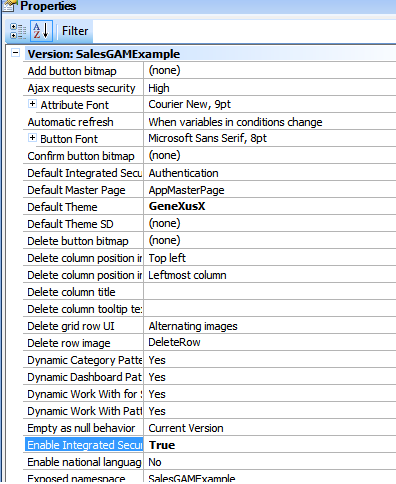 Properties
Filter
Version: SalesGAMExample
Add button bitmap (none)
Ajax requests security High
Attribute Font Courier New, 9pt
Automatic refresh When variables in conditions change
Button Font Microsoft Sans Serif, 8pt
Confirm button bitmap (none)
Default Integrated Secu Authentication
Default Master Page AppMasterPage
Default Theme GeneXusX
Default Theme SD (none)
Delete button bitmap (none)
Delete column position in Top left
Delete column position in Leftmost column
Delete column title
Delete column tooltip te
Delete grid row UI Alternating images
Delete row image DeleteRow
Dynamic Category Patte Yes
Dynamic Dashboard Pat Yes
Dynamic Work With for S Yes
Dynamic Work With Patt Yes
Empty as null behavior Current Version
Enable Integrated Secur True
Enable national languag No
Exposed namespace SalesGAMExample